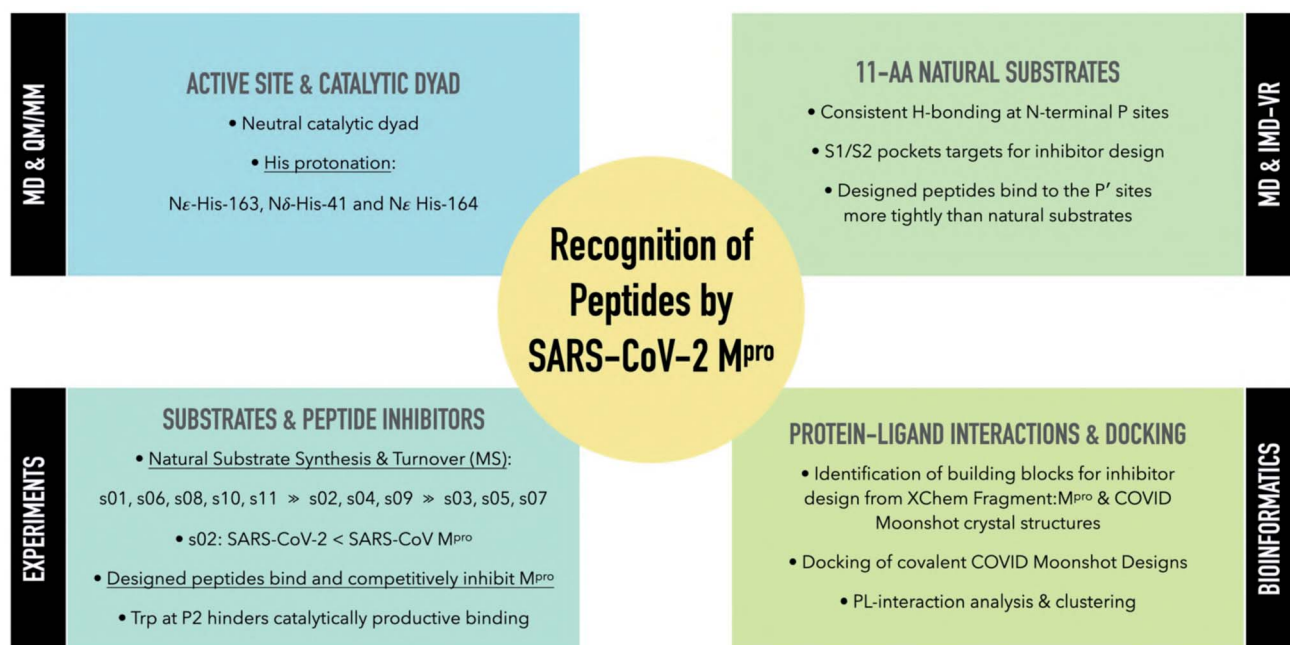 MD & QM/MM
ACTIVE SITE & CATALYTIC DYAD
• Neutral catalytic dyad
• His protonation:
Nε-His-163, Nδ-His-41 and Nε His-164
11-AA NATURAL SUBSTRATES
• Consistent H-bonding at N-terminal P sites
• S1/S2 pockets targets for inhibitor design
• Designed peptides bind to the P′ sites
more tightly than natural substrates
MD & IMD-VR
Recognition of
Peptides by
SARS-CoV-2 Mᵖʳᵒ
EXPERIMENTS
SUBSTRATES & PEPTIDE INHIBITORS
• Natural Substrate Synthesis & Turnover (MS):
s01, s06, s08, s10, s11 ≫ s02, s04, s09 ≫ s03, s05, s07
• s02: SARS-CoV-2 < SARS-CoV Mᵖʳᵒ
• Designed peptides bind and competitively inhibit Mᵖʳᵒ
• Trp at P2 hinders catalytically productive binding
PROTEIN-LIGAND INTERACTIONS & DOCKING
• Identification of building blocks for inhibitor
design from XChem Fragment:Mᵖʳᵒ & COVID
Moonshot crystal structures
• Docking of covalent COVID Moonshot Designs
• PL-interaction analysis & clustering
BIOINFORMATICS